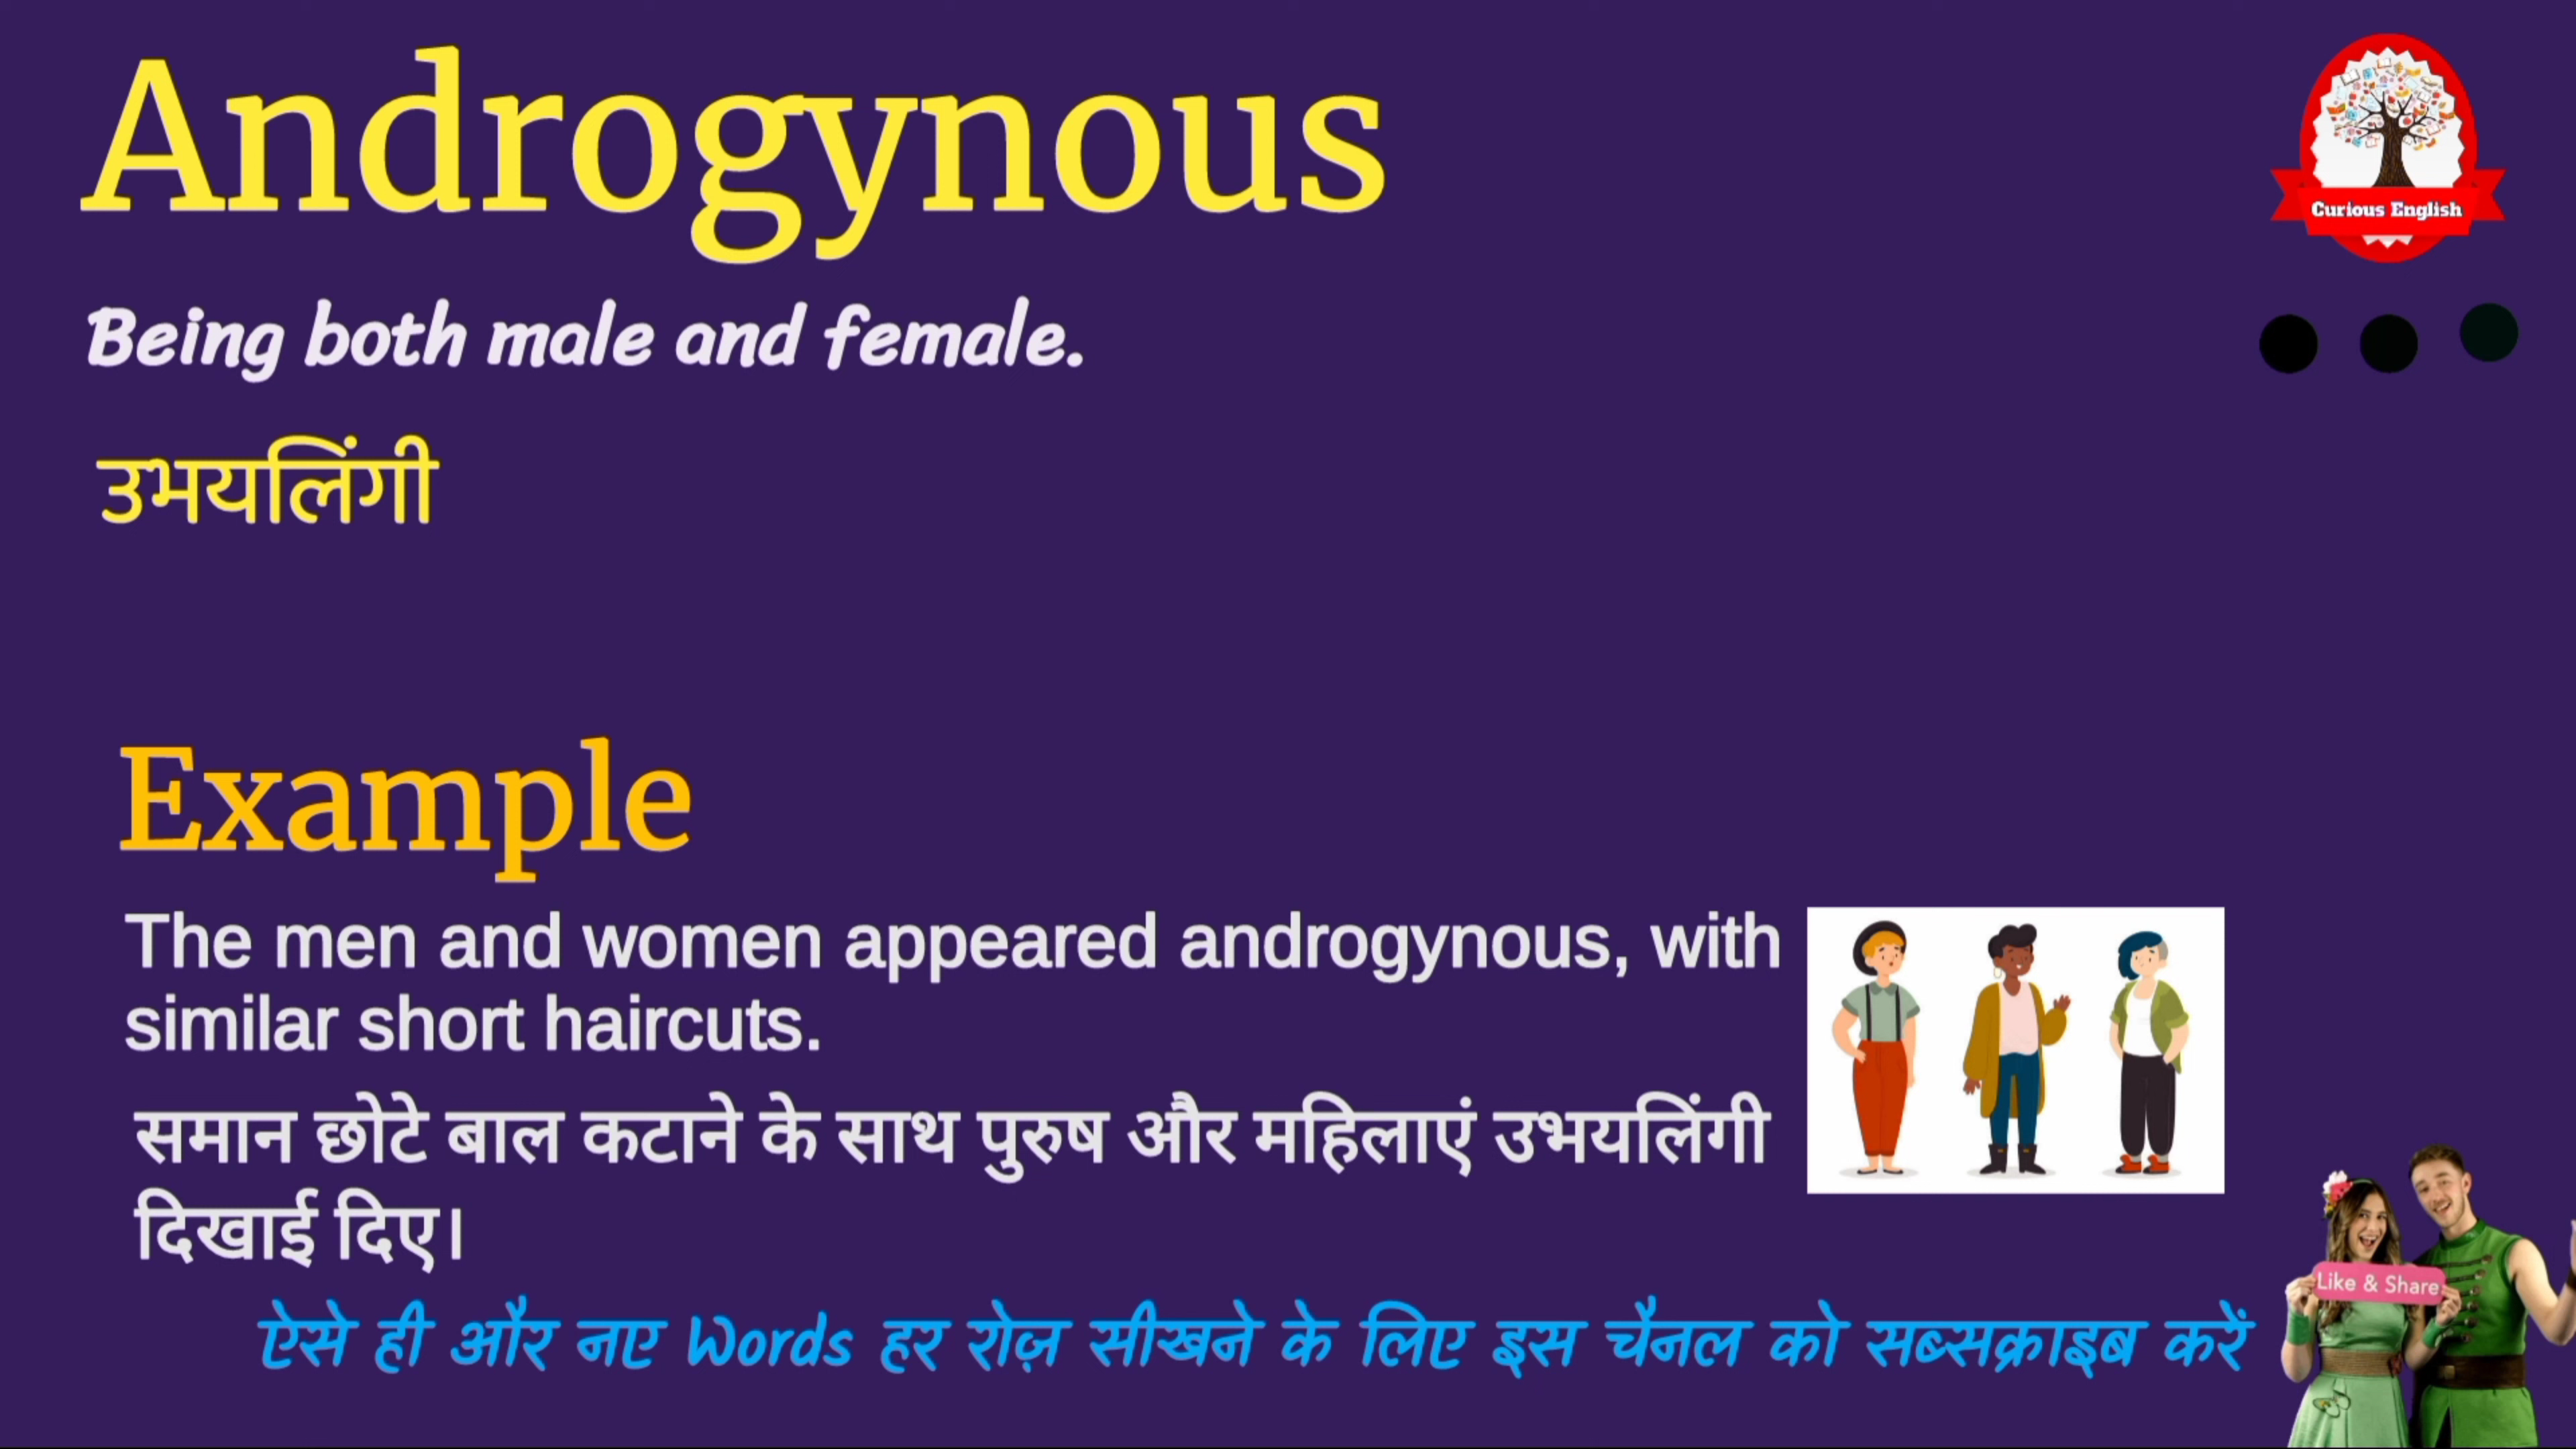 Androgynous
Curious English
Being both male and female.
उभयलिंगी
Example
The men and women appeared androgynous, with
similar short haircuts.
समान छोटे बाल कटाने के साथ पुरुष और महिलाएं उभयलिंगी
दिखाई दिए।
Like & Share
ऐसे ही और नए Words हर रोज़ सीखने के लिए इस चैनल को सब्सक्राइब करें